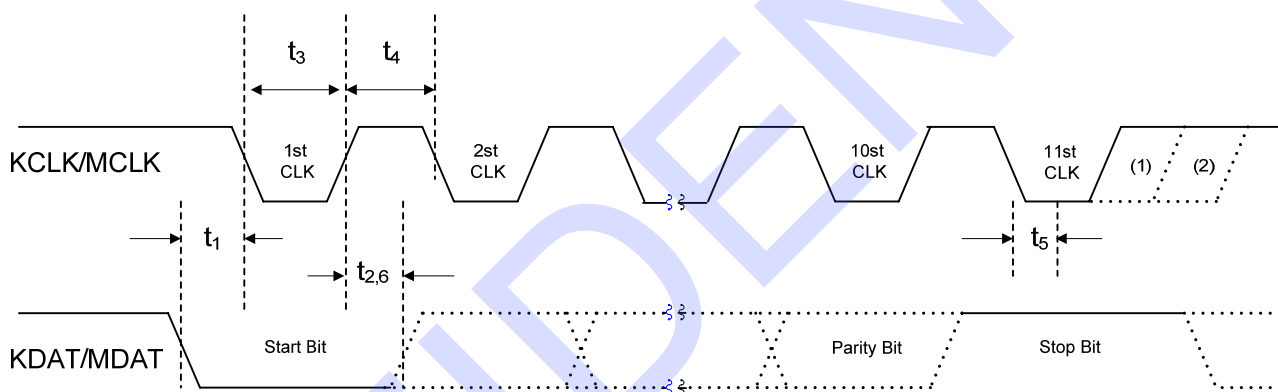 t3
t4
KCLK/MCLK
1st
CLK
2st
CLK
10st
CLK
11st
CLK
(1)
(2)
t1
t2,6
t5
KDAT/MDAT
Start Bit
Parity Bit
Stop Bit
IDEN